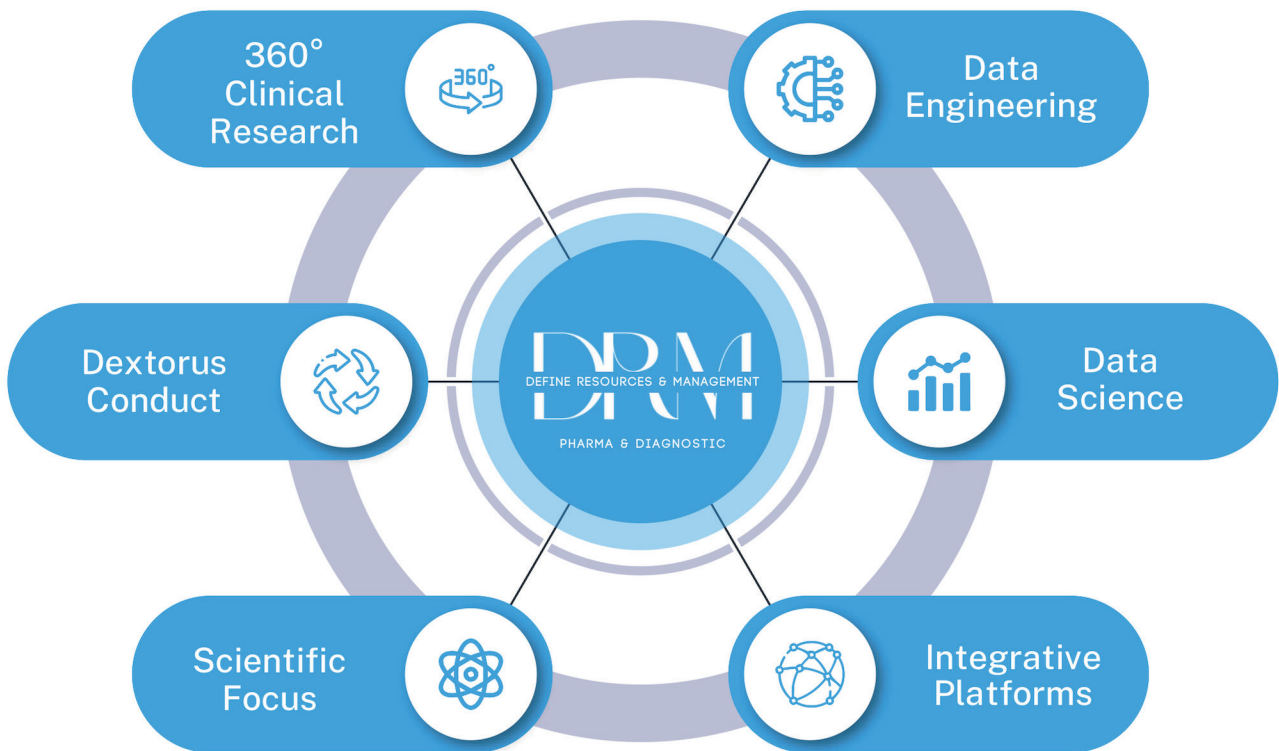 360°
Clinical
Research
360°
Data
Engineering
Dextorus
Conduct
DRM
DEFINE RESOURCES & MANAGEMENT
PHARMA & DIAGNOSTIC
Data
Science
Scientific
Focus
Integrative
Platforms